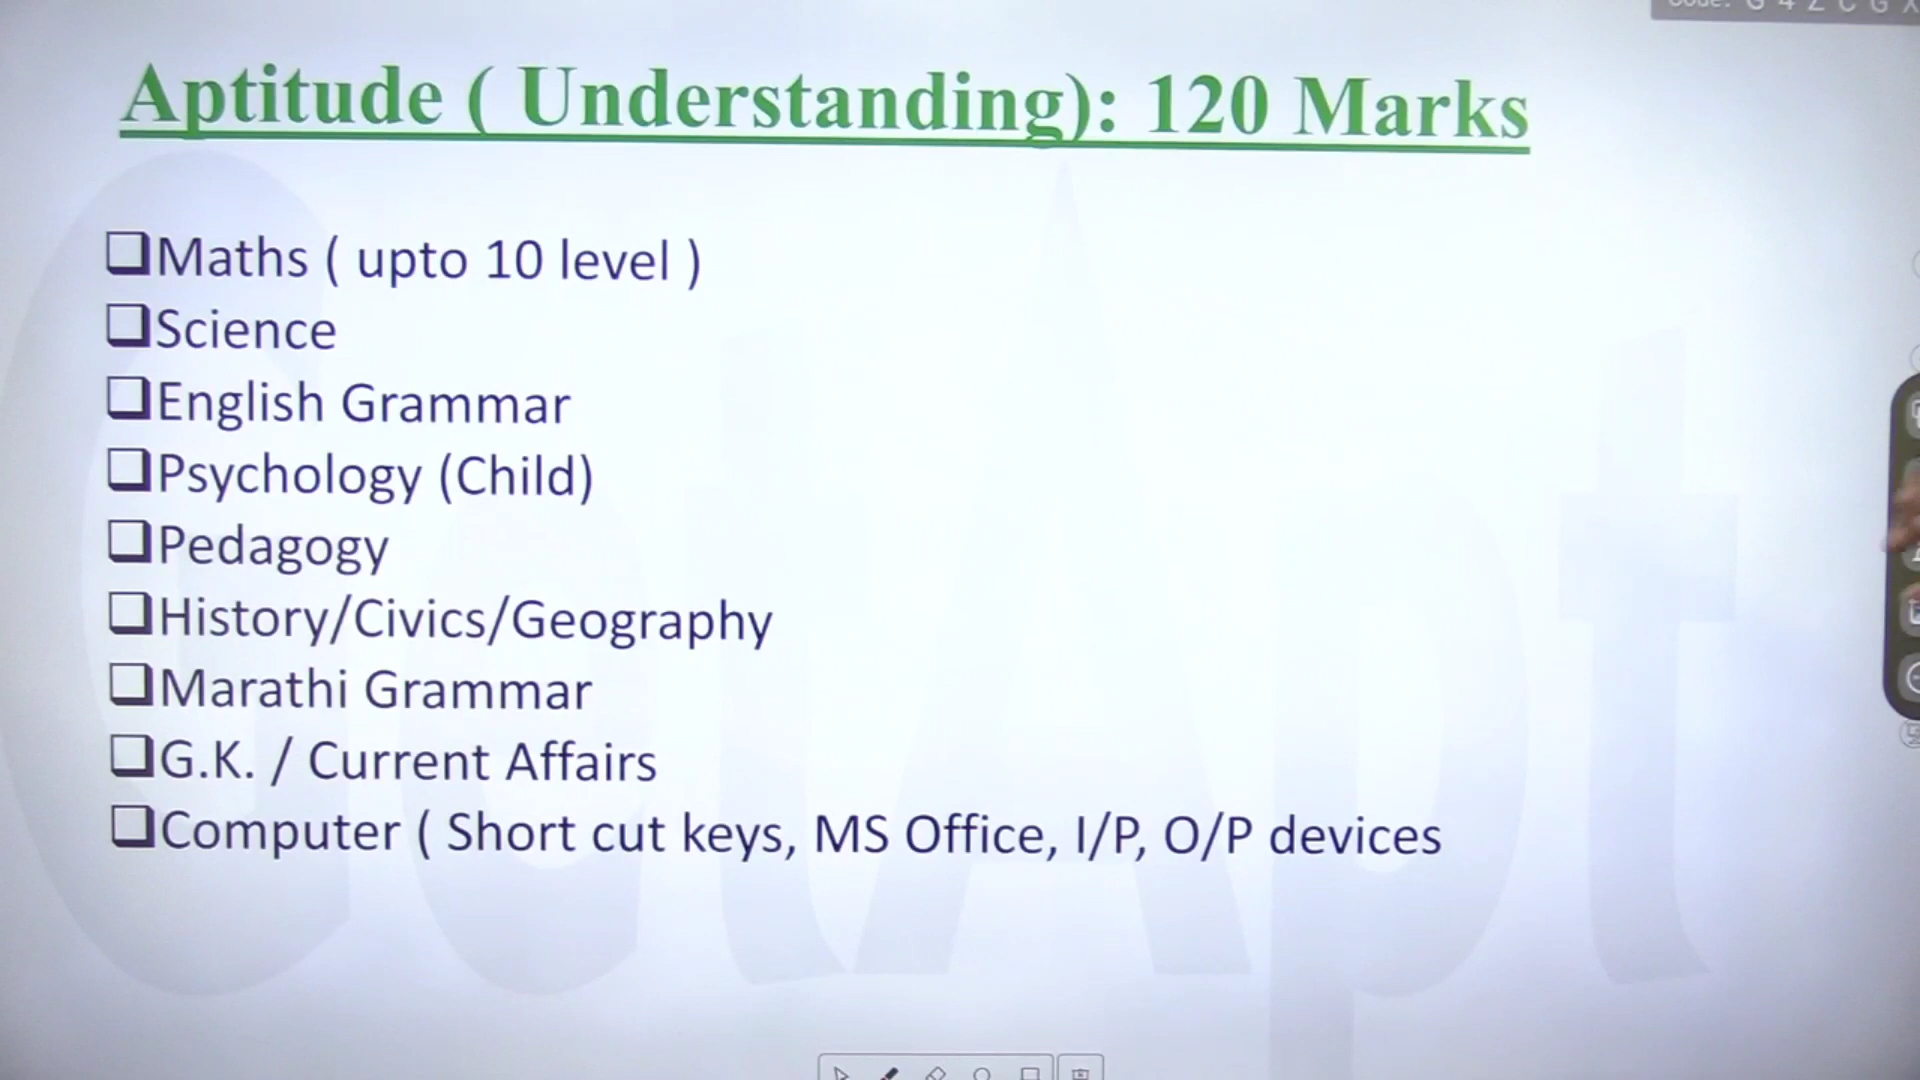 Aptitude ( Understanding): 120 Marks
Maths ( upto 10 level )
Science
English Grammar
Psychology (Child)
Pedagogy
History/Civics/Geography
Marathi Grammar
G.K. / Current Affairs
Computer ( Short cut keys, MS Office, I/P, O/P devices
GetApt